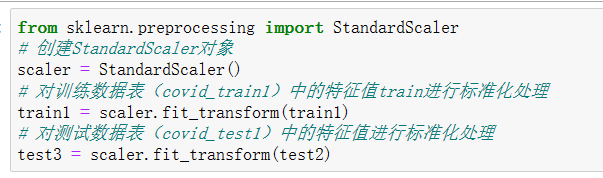 from sklearn.preprocessing import StandardScaler
# 创建StandardScaler对象
scaler = StandardScaler()
# 对训练数据表（covid_train1）中的特征值train进行标准化处理
train1 = scaler.fit_transform(train1)
# 对测试数据表（covid_test1）中的特征值进行标准化处理
test3 = scaler.fit_transform(test2)